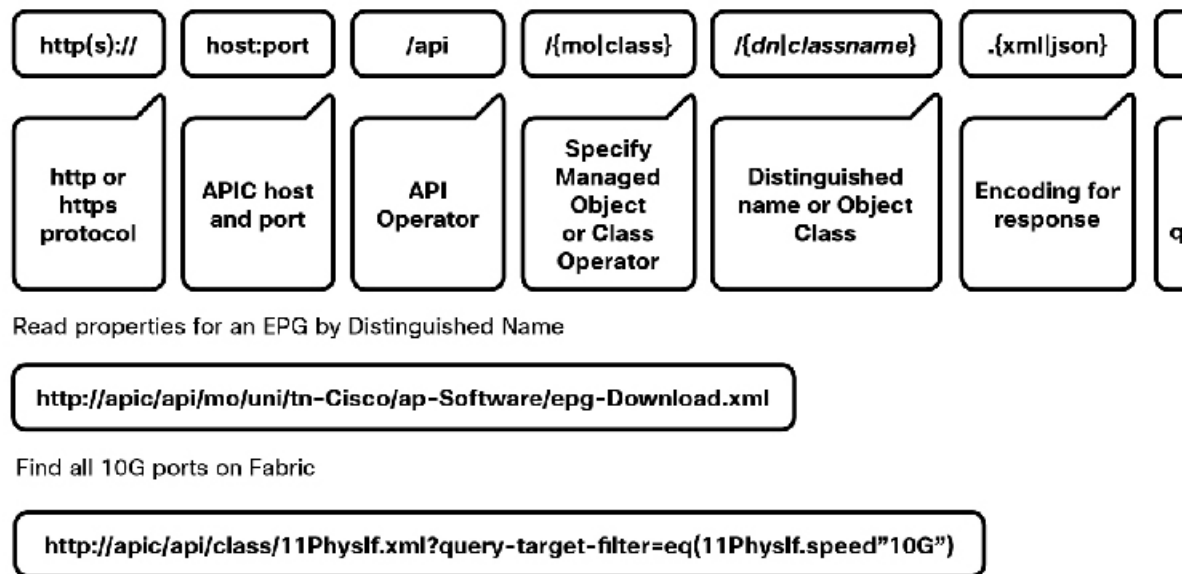 http(s)://
host:port
/api
/{mo|class}
/{dn|classname}
.{xml|json}
http or
https
protocol
APIC host
and port
API
Operator
Specify
Managed
Object
or Class
Operator
Distinguished
name or Object
Class
Encoding for
response
q
Read properties for an EPG by Distinguished Name
http://apic/api/mo/uni/tn-Cisco/ap-Software/epg-Download.xml
Find all 10G ports on Fabric
http://apic/api/class/11PhysIf.xml?query-target-filter=eq(11PhysIf.speed”10G”)